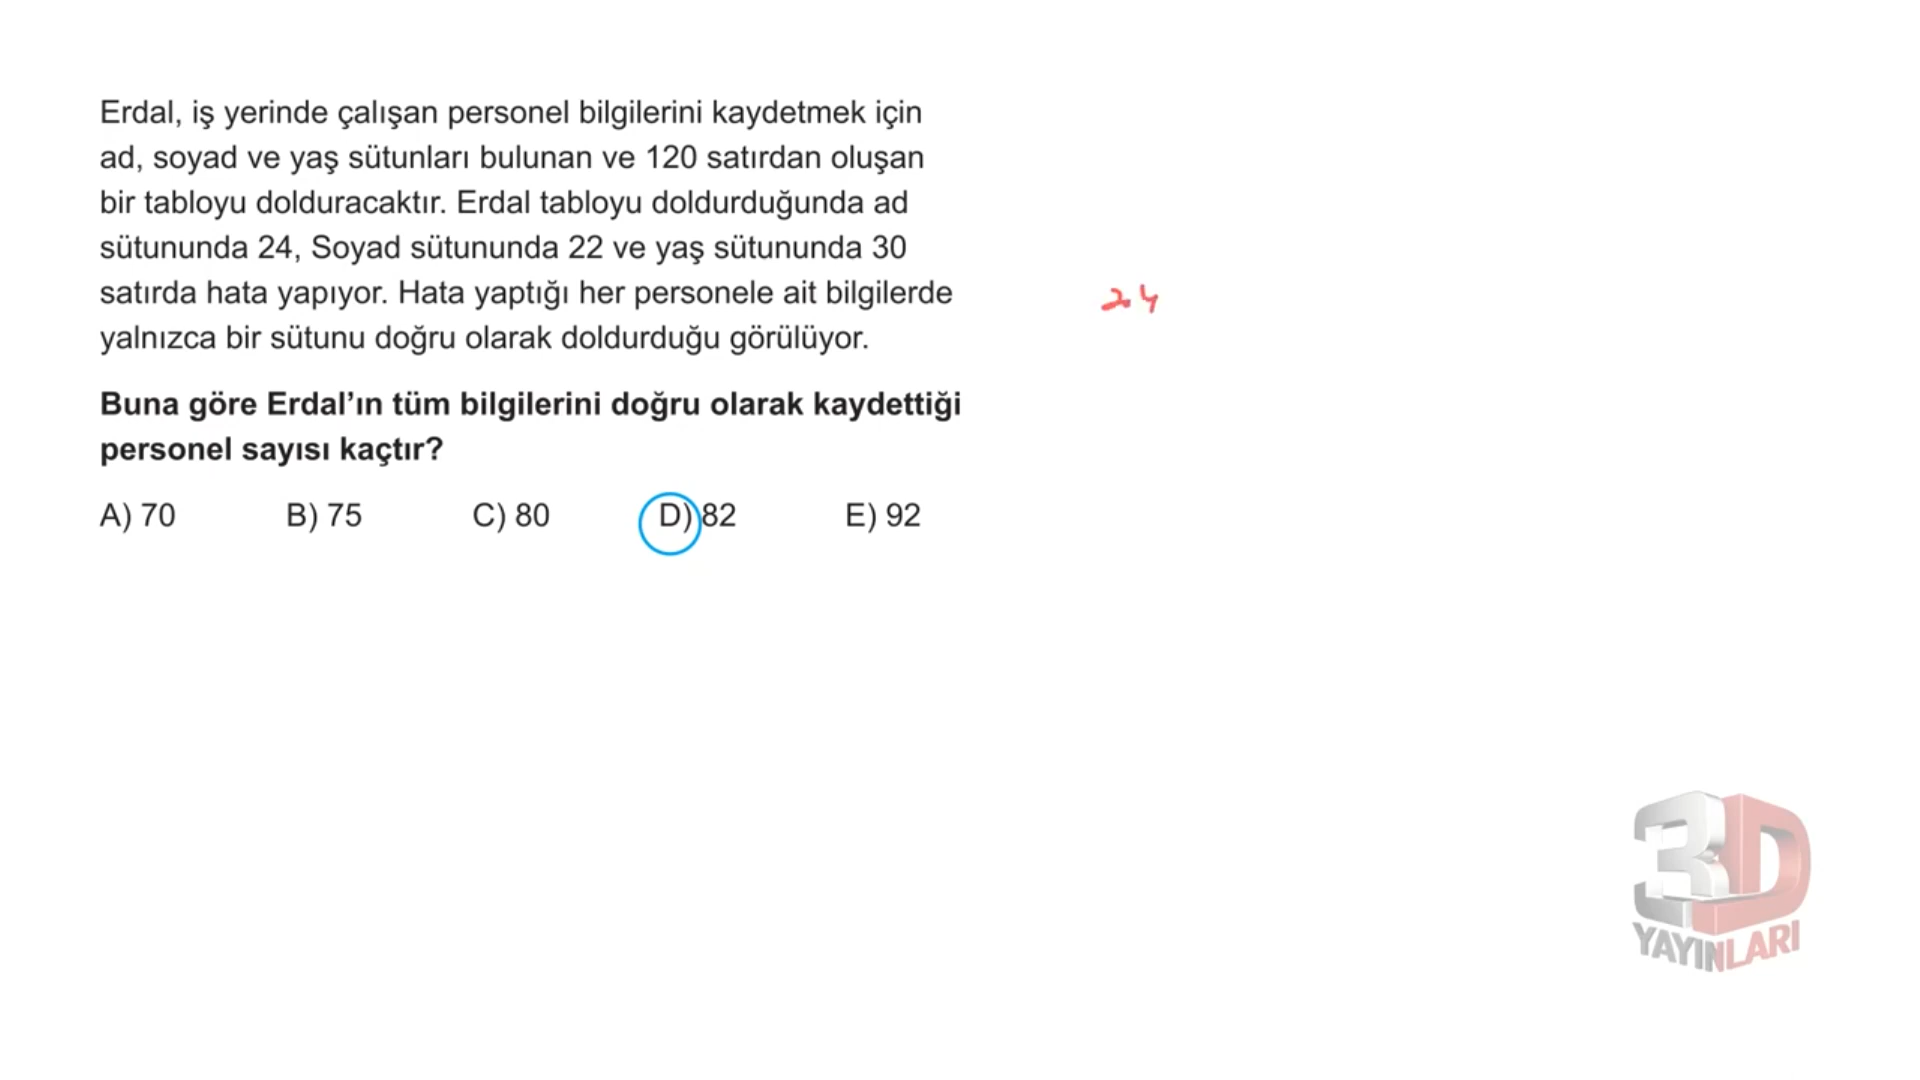 Erdal, iş yerinde çalışan personel bilgilerini kaydetmek için
ad, soyad ve yaş sütunları bulunan ve 120 satırdan oluşan
bir tabloyu dolduracaktır. Erdal tabloyu doldurduğunda ad
sütununda 24, Soyad sütununda 22 ve yaş sütununda 30
satırda hata yapıyor. Hata yaptığı her personele ait bilgilerde
yalnızca bir sütunu doğru olarak doldurduğu görülüyor.
24
Buna göre Erdal’ın tüm bilgilerini doğru olarak kaydettiği
personel sayısı kaçtır?
A) 70 B) 75 C) 80 D) 82 E) 92
3D
YAYINLARI